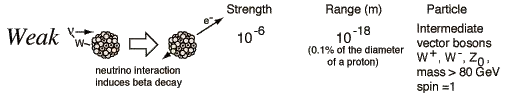 Strength
Range (m)
Particle
Weak
ν
W
e-
10-6
10-18
(0.1% of the diameter
of a proton)
Intermediate
vector bosons
W+, W-, Z0,
mass > 80 GeV
spin =1
neutrino interaction
induces beta decay